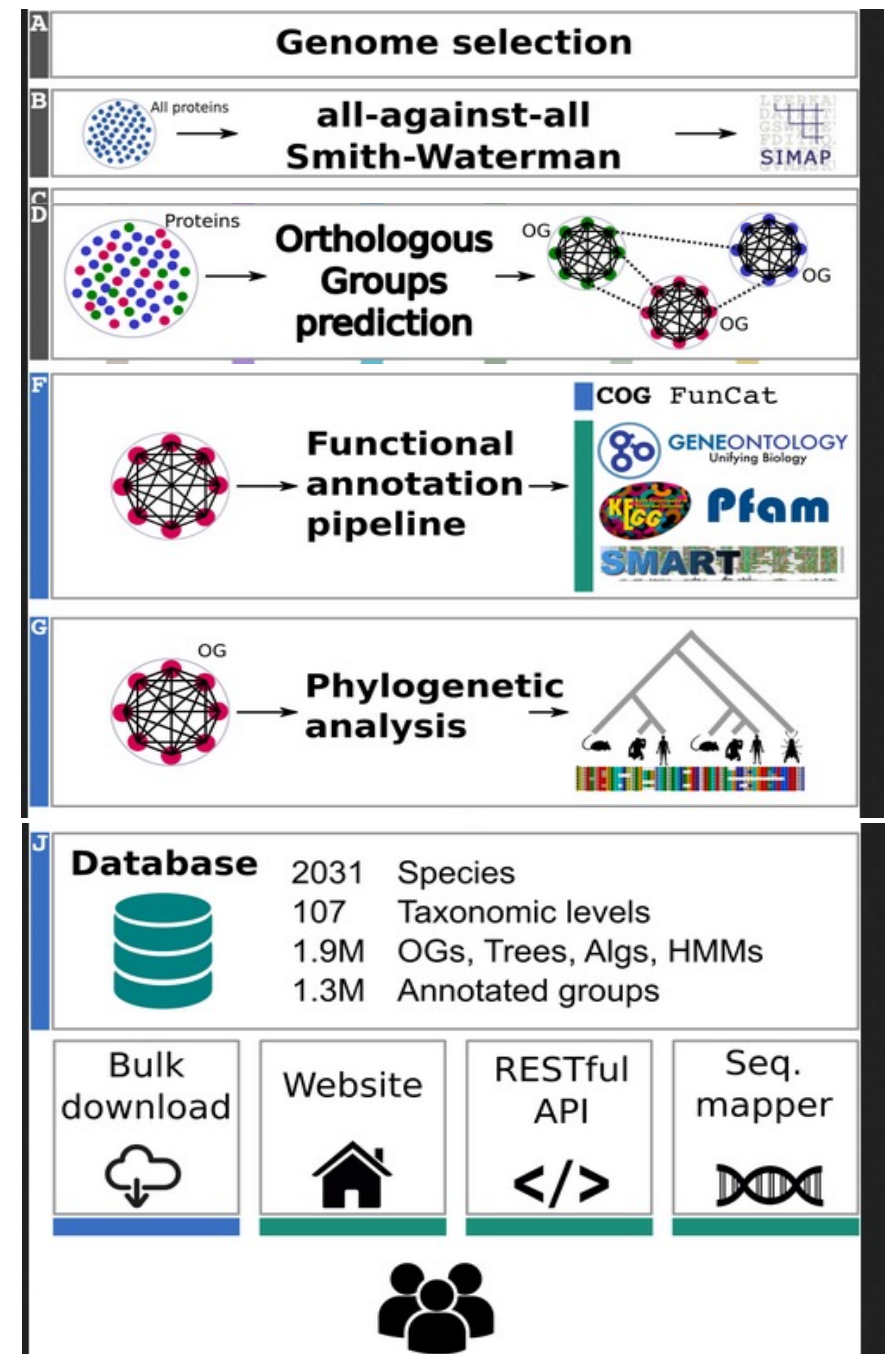 A
Genome selection
B
All proteins
all-against-all
Smith-Waterman
SIMAP
C
D
Proteins
Orthologous
Groups
prediction
OG
OG
OG
F
Functional
annotation
pipeline
COG FunCat
GENEONTOLOGY
Unifying Biology
KEGG
Pfam
SMART
G
OG
Phylogenetic
analysis
J
Database
2031 Species
107 Taxonomic levels
1.9M OGs, Trees, Algs, HMMs
1.3M Annotated groups
Bulk
download
Website
RESTful
API
</>
Seq.
mapper